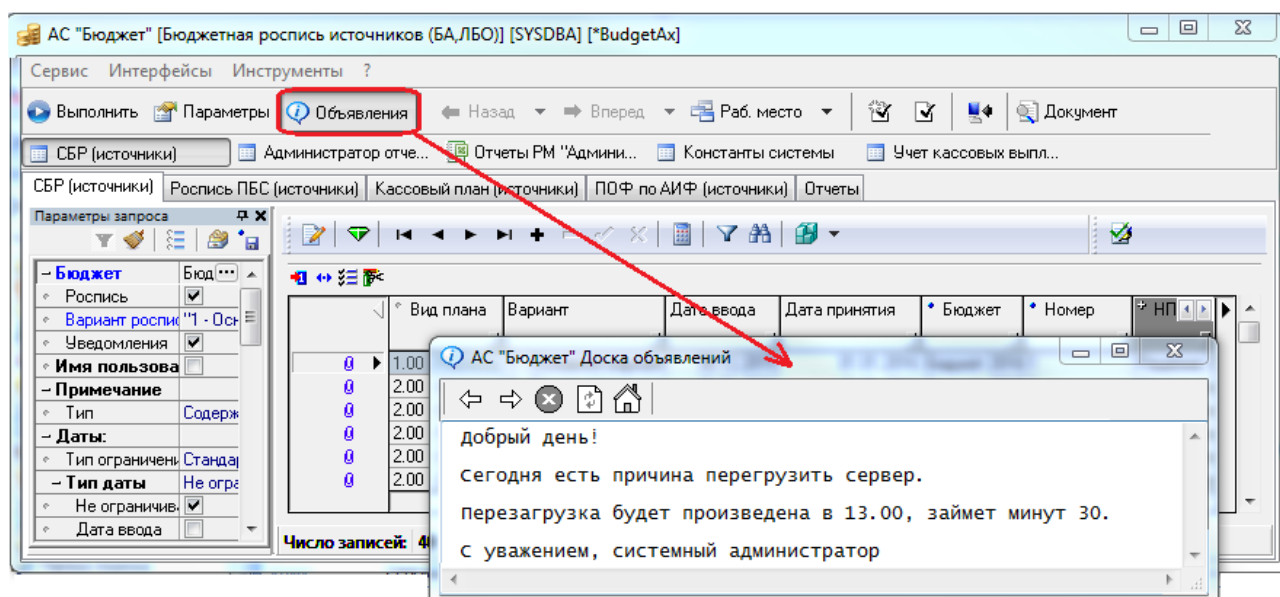 АС "Бюджет" [Бюджетная роспись источников (БА,ЛБО)] [SYSDBA] [*BudgetAx]
Сервис Интерфейсы Инструменты ?
Выполнить Параметры Объявления Назад Вперед Раб. место Документ
СБР (источники) Администратор отче... Отчеты РМ "Админи... Константы системы Учет кассовых выпл...
СБР (источники) Роспись ПБС (источники) Кассовый план (источники) ПОФ по АИФ (источники) Отчеты
Параметры запроса
Бюджет Бюд
Роспись
Вариант роспи "1 - Осн
Уведомления
Имя пользова
Примечание
Тип Содерж
Даты:
Тип ограничени Станда
Тип даты Не огра
Не ограничив
Дата ввода
Вид плана Вариант Дата ввода Дата принятия Бюджет Номер НП
1.00
2.00
2.00
2.00
2.00
2.00
Число записей:
АС "Бюджет" Доска объявлений
Добрый день!
Сегодня есть причина перегрузить сервер.
Перезагрузка будет произведена в 13.00, займет минут 30.
С уважением, системный администратор